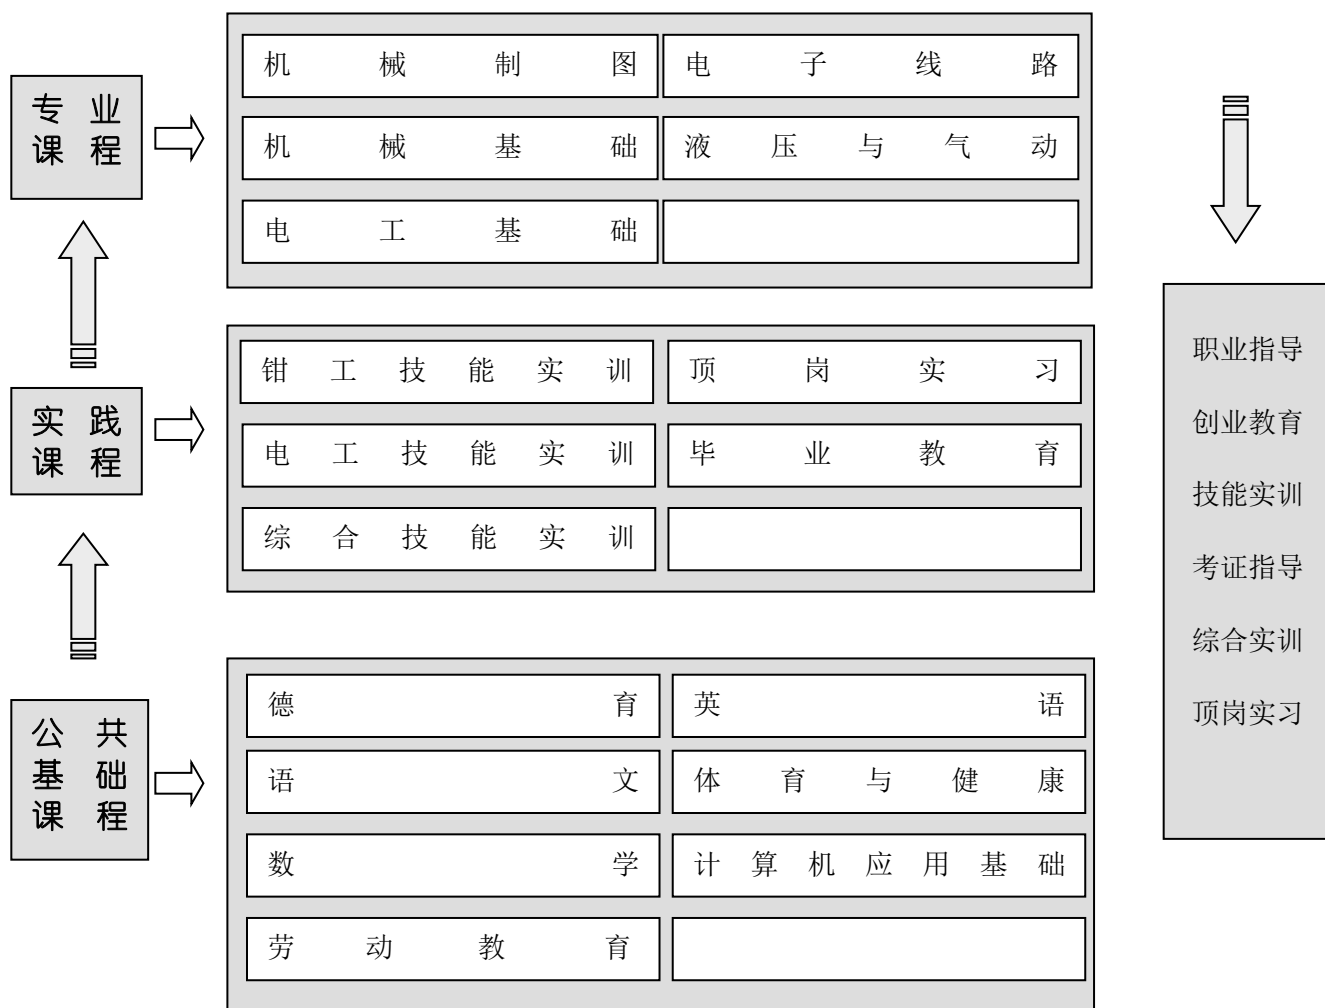 专业
课程
机械制图
电子线路
机械基础
液压与气动
电工基础
实践
课程
钳工技能实训
顶岗实习
电工技能实训
毕业教育
综合技能实训
公共
基础
课程
德育
英语
语文
体育与健康
数学
计算机应用基础
劳动教育
职业指导
创业教育
技能实训
考证指导
综合实训
顶岗实习